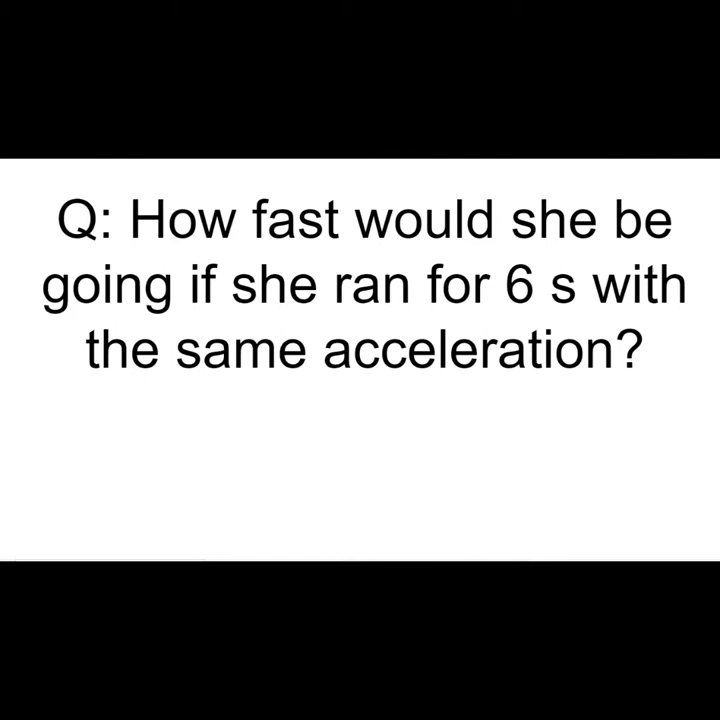 Q: How fast would she be
going if she ran for 6 s with
the same acceleration?